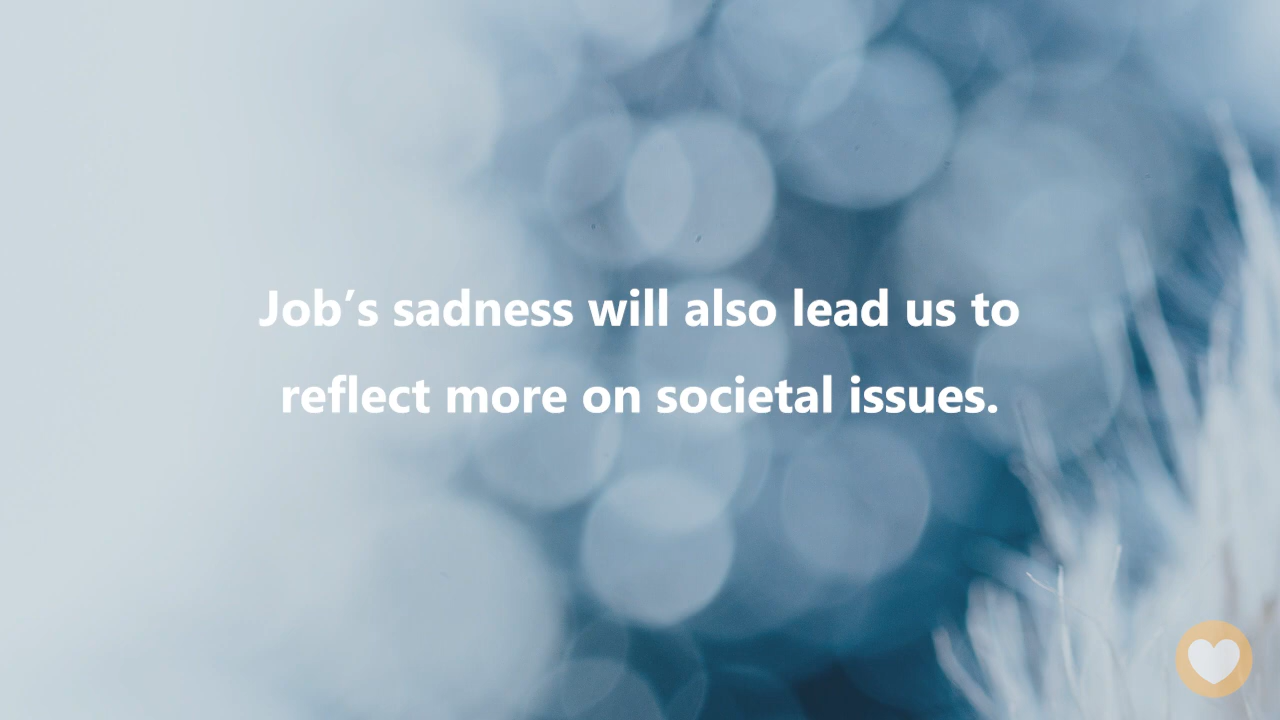 Job’s sadness will also lead us to
reflect more on societal issues.